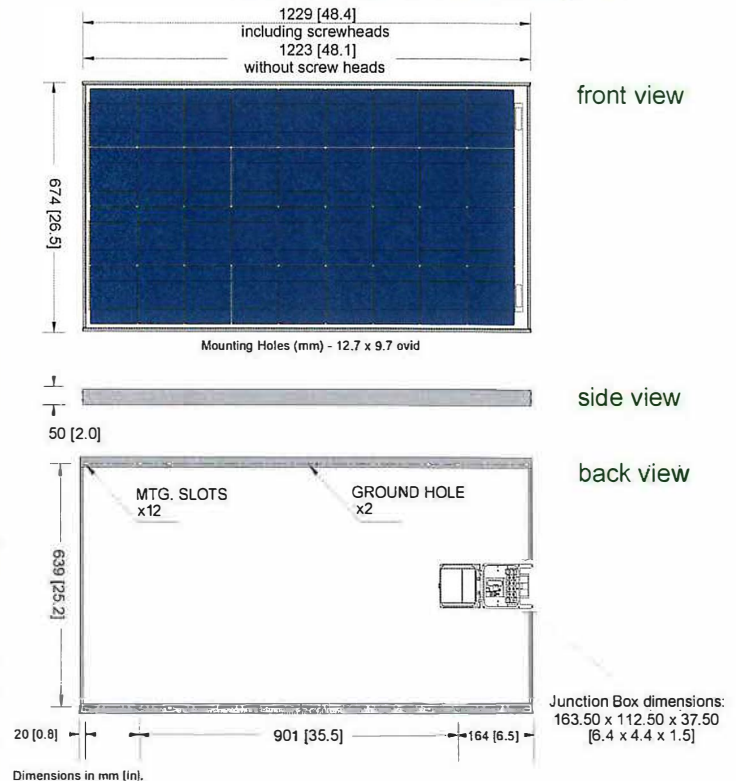 1229 [48.4]
including screwheads
1223 [48.1]
without screw heads
front view
674 [26.5]
Mounting Holes (mm) - 12.7 x 9.7 ovid
side view
50 [2.0]
back view
MTG. SLOTS
x12
GROUND HOLE
x2
639 [25.2]
Junction Box dimensions:
163.50 x 112.50 x 37.50
[6.4 x 4.4 x 1.5]
20 [0.8]
901 [35.5]
164 [6.5]
Dimensions in mm [in].